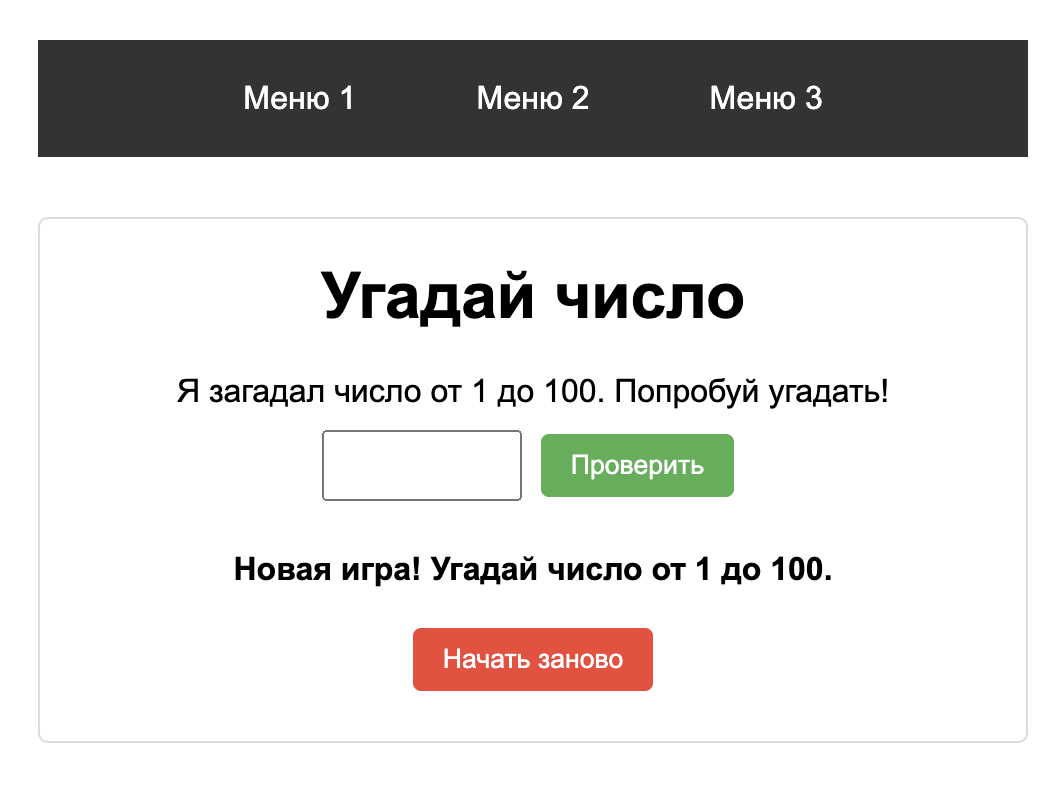 Меню 1 Меню 2 Меню 3
Угадай число
Я загадал число от 1 до 100. Попробуй угадать!
Проверить
Новая игра! Угадай число от 1 до 100.
Начать заново